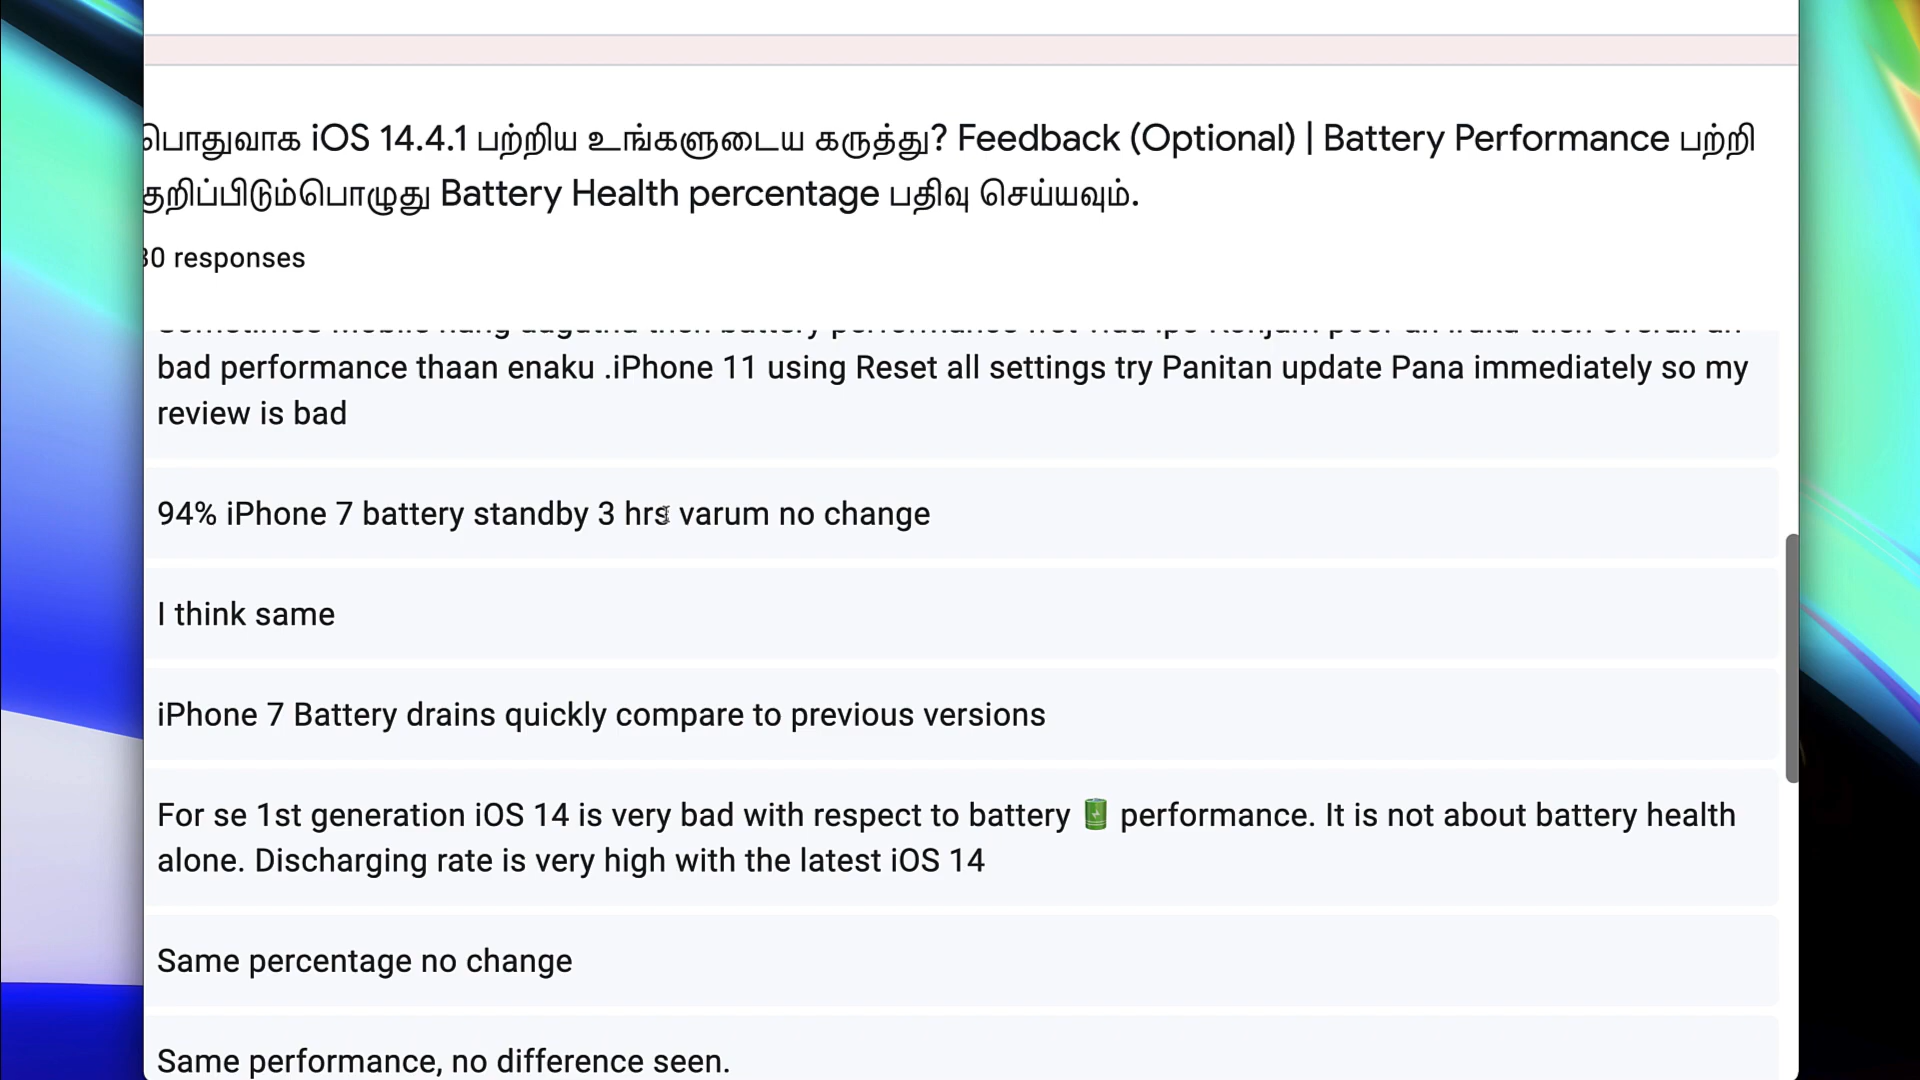 பொதுவாக iOS 14.4.1 பற்றிய உங்களுடைய கருத்து? Feedback (Optional) | Battery Performance பற்றி
குறிப்பிடும்பொழுது Battery Health percentage பதிவு செய்யவும்.
30 responses
bad performance thaan enaku .iPhone 11 using Reset all settings try Panitan update Pana immediately so my
review is bad
94% iPhone 7 battery standby 3 hrs varum no change
I think same
iPhone 7 Battery drains quickly compare to previous versions
For se 1st generation iOS 14 is very bad with respect to battery 🔋 performance. It is not about battery health
alone. Discharging rate is very high with the latest iOS 14
Same percentage no change
Same performance, no difference seen.